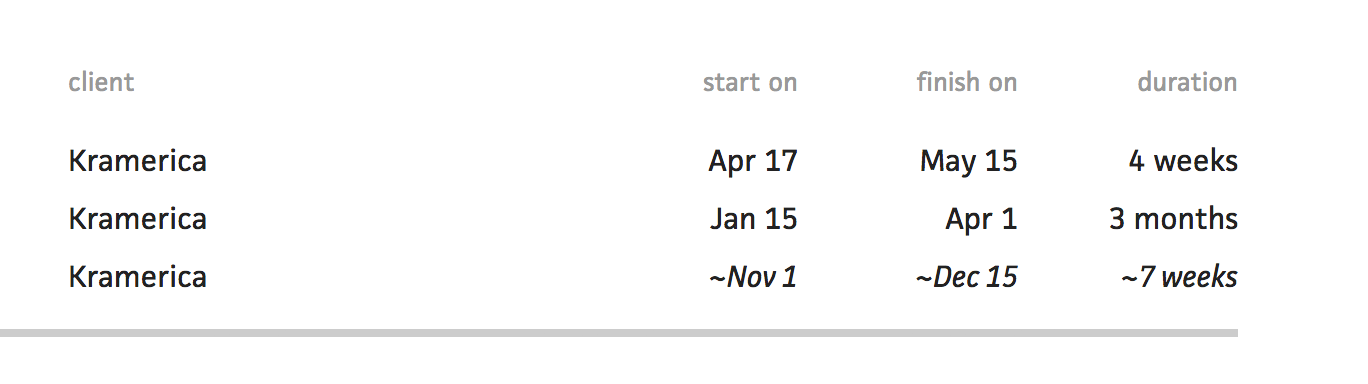 client start on finish on duration
Kramerica Apr 17 May 15 4 weeks
Kramerica Jan 15 Apr 1 3 months
Kramerica ~Nov 1 ~Dec 15 ~7 weeks